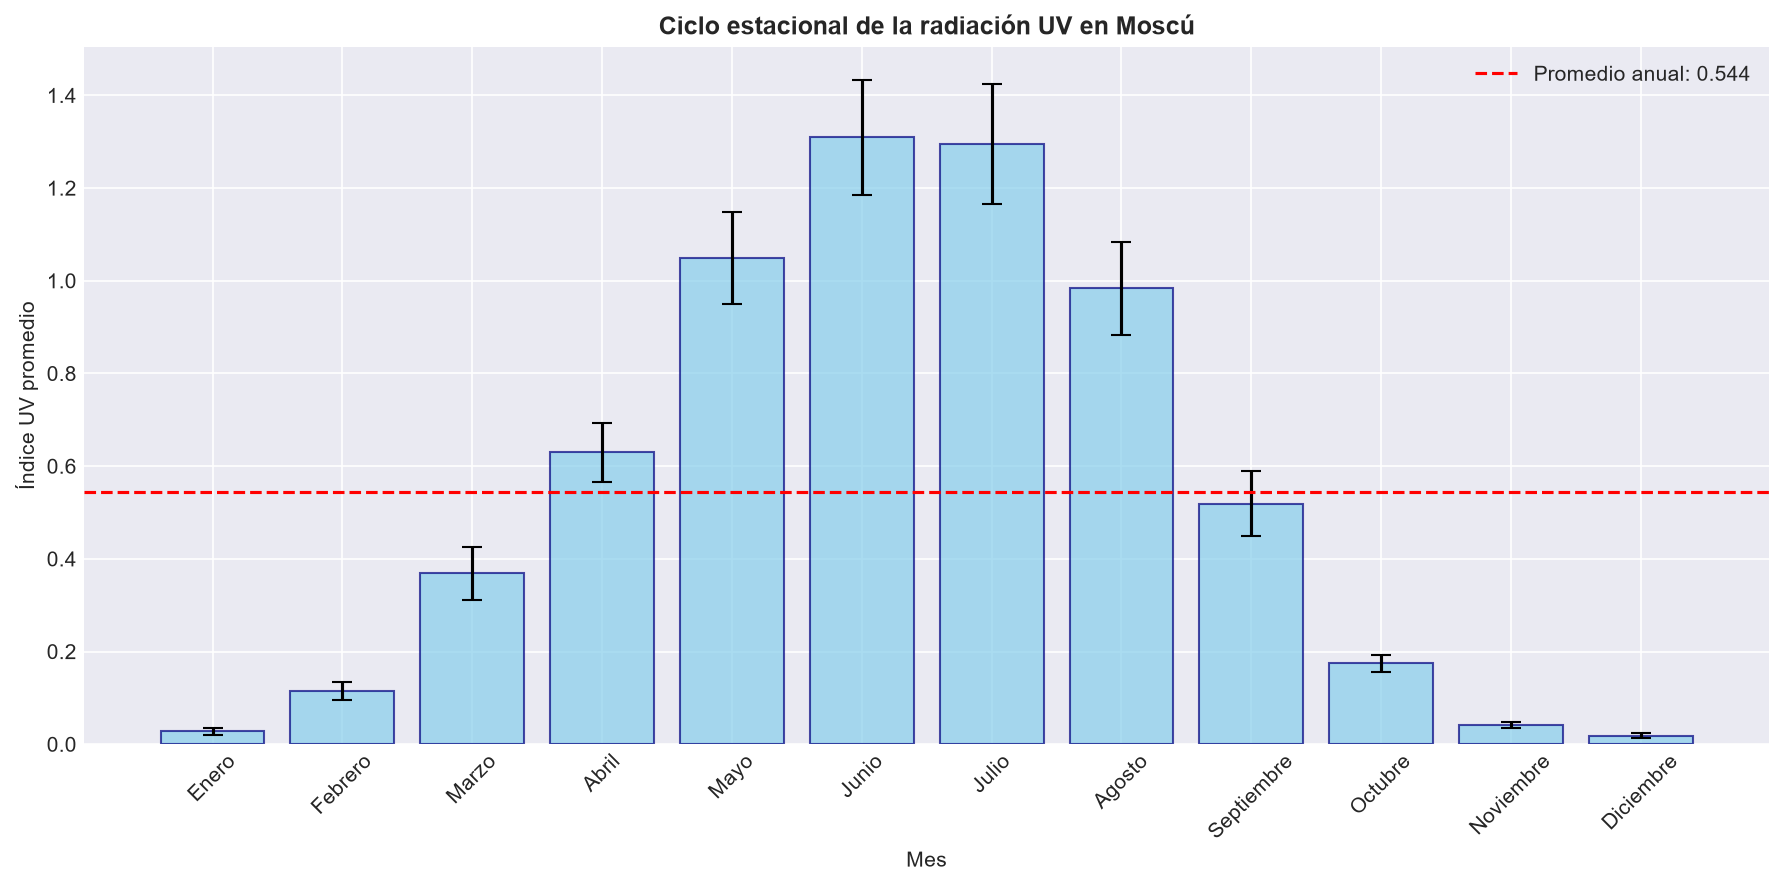 Ciclo estacional de la radiación UV en Moscú
Promedio anual: 0.544
Índice UV promedio
1.4
1.2
1.0
0.8
0.6
0.4
0.2
0.0
Enero
Febrero
Marzo
Abril
Mayo
Junio
Julio
Agosto
Septiembre
Octubre
Noviembre
Diciembre
Mes